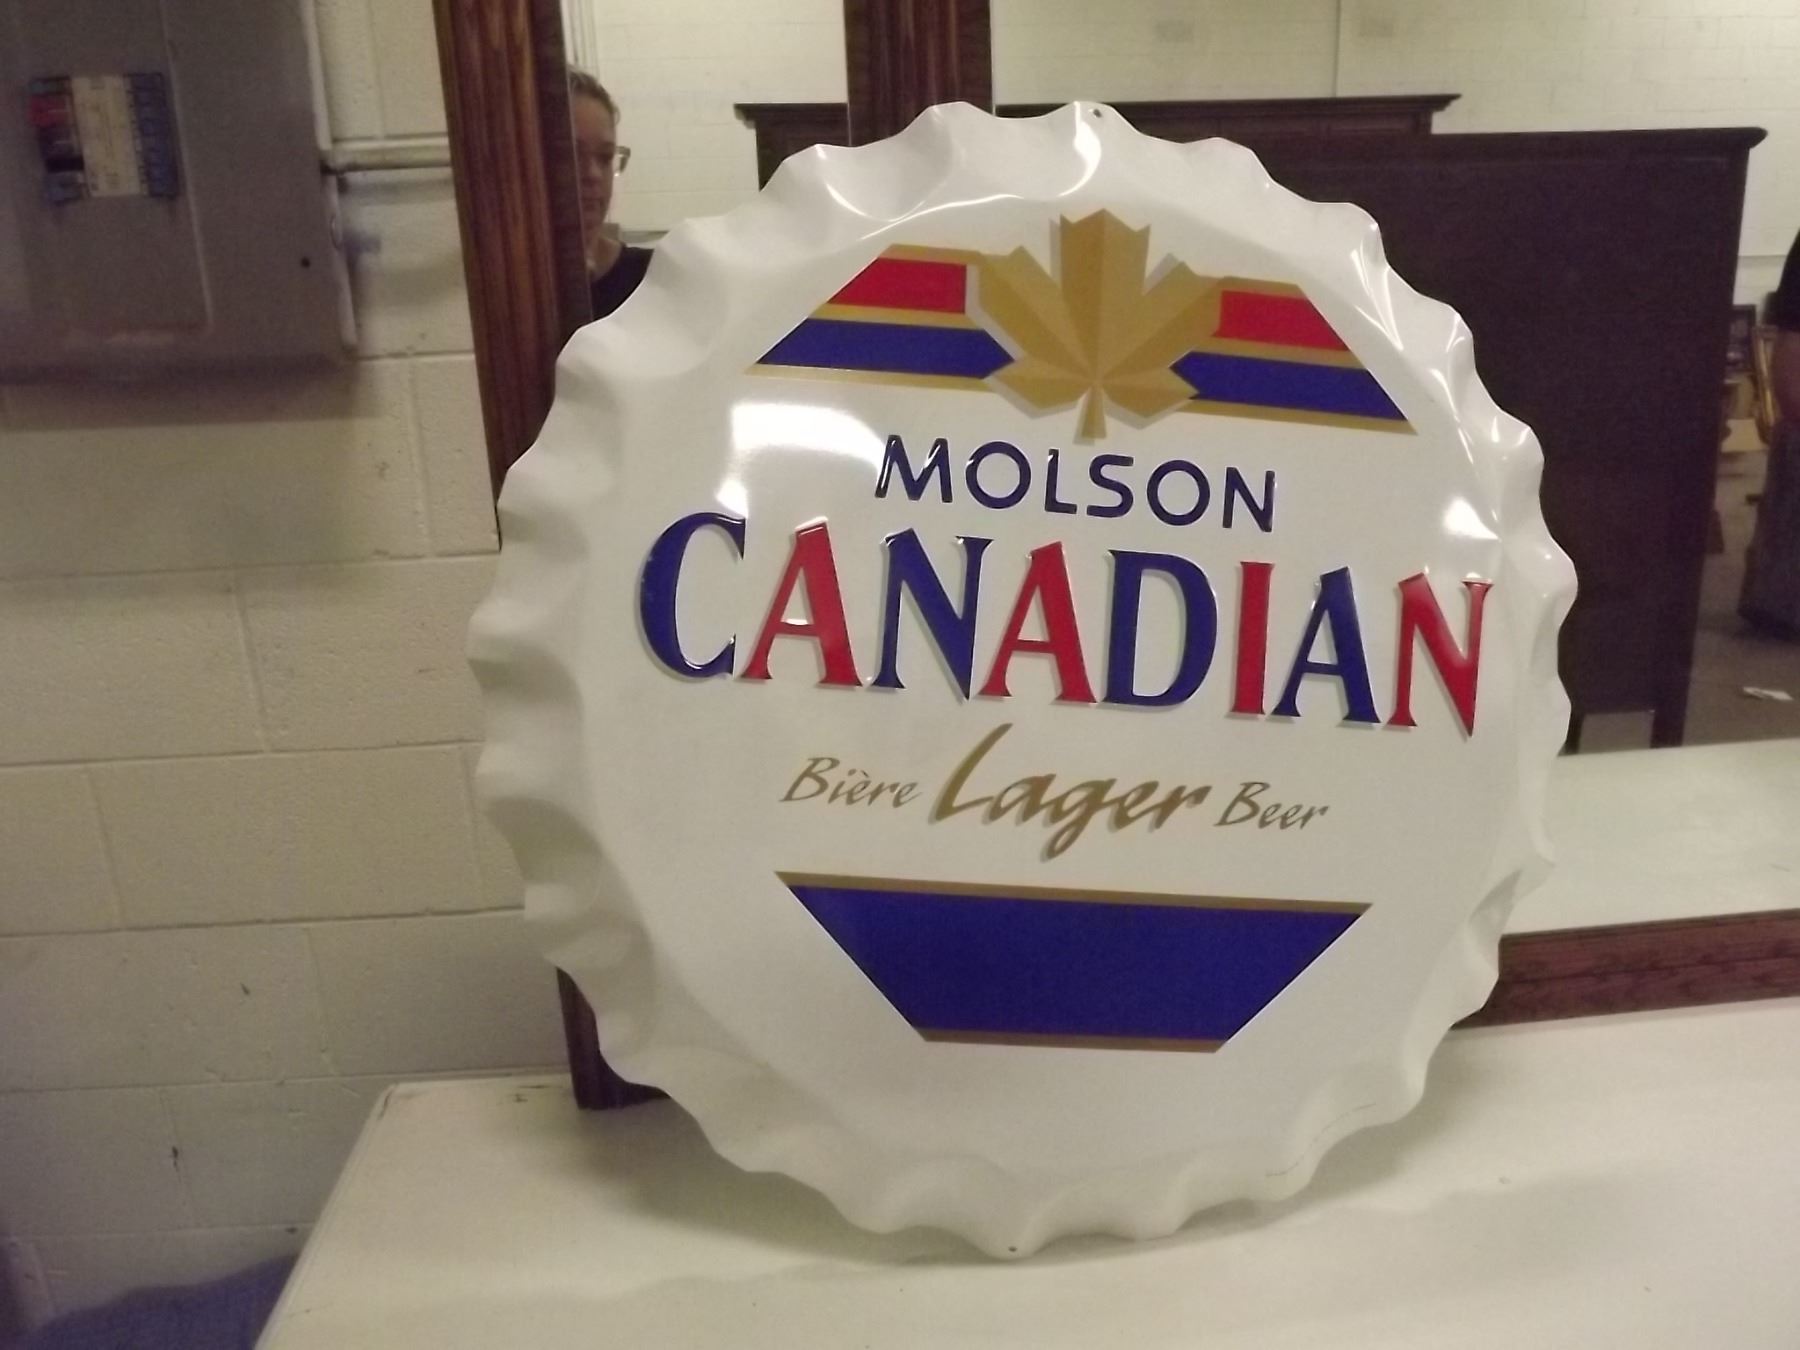 MOLSON
CANADIAN
Bière Lager Beer